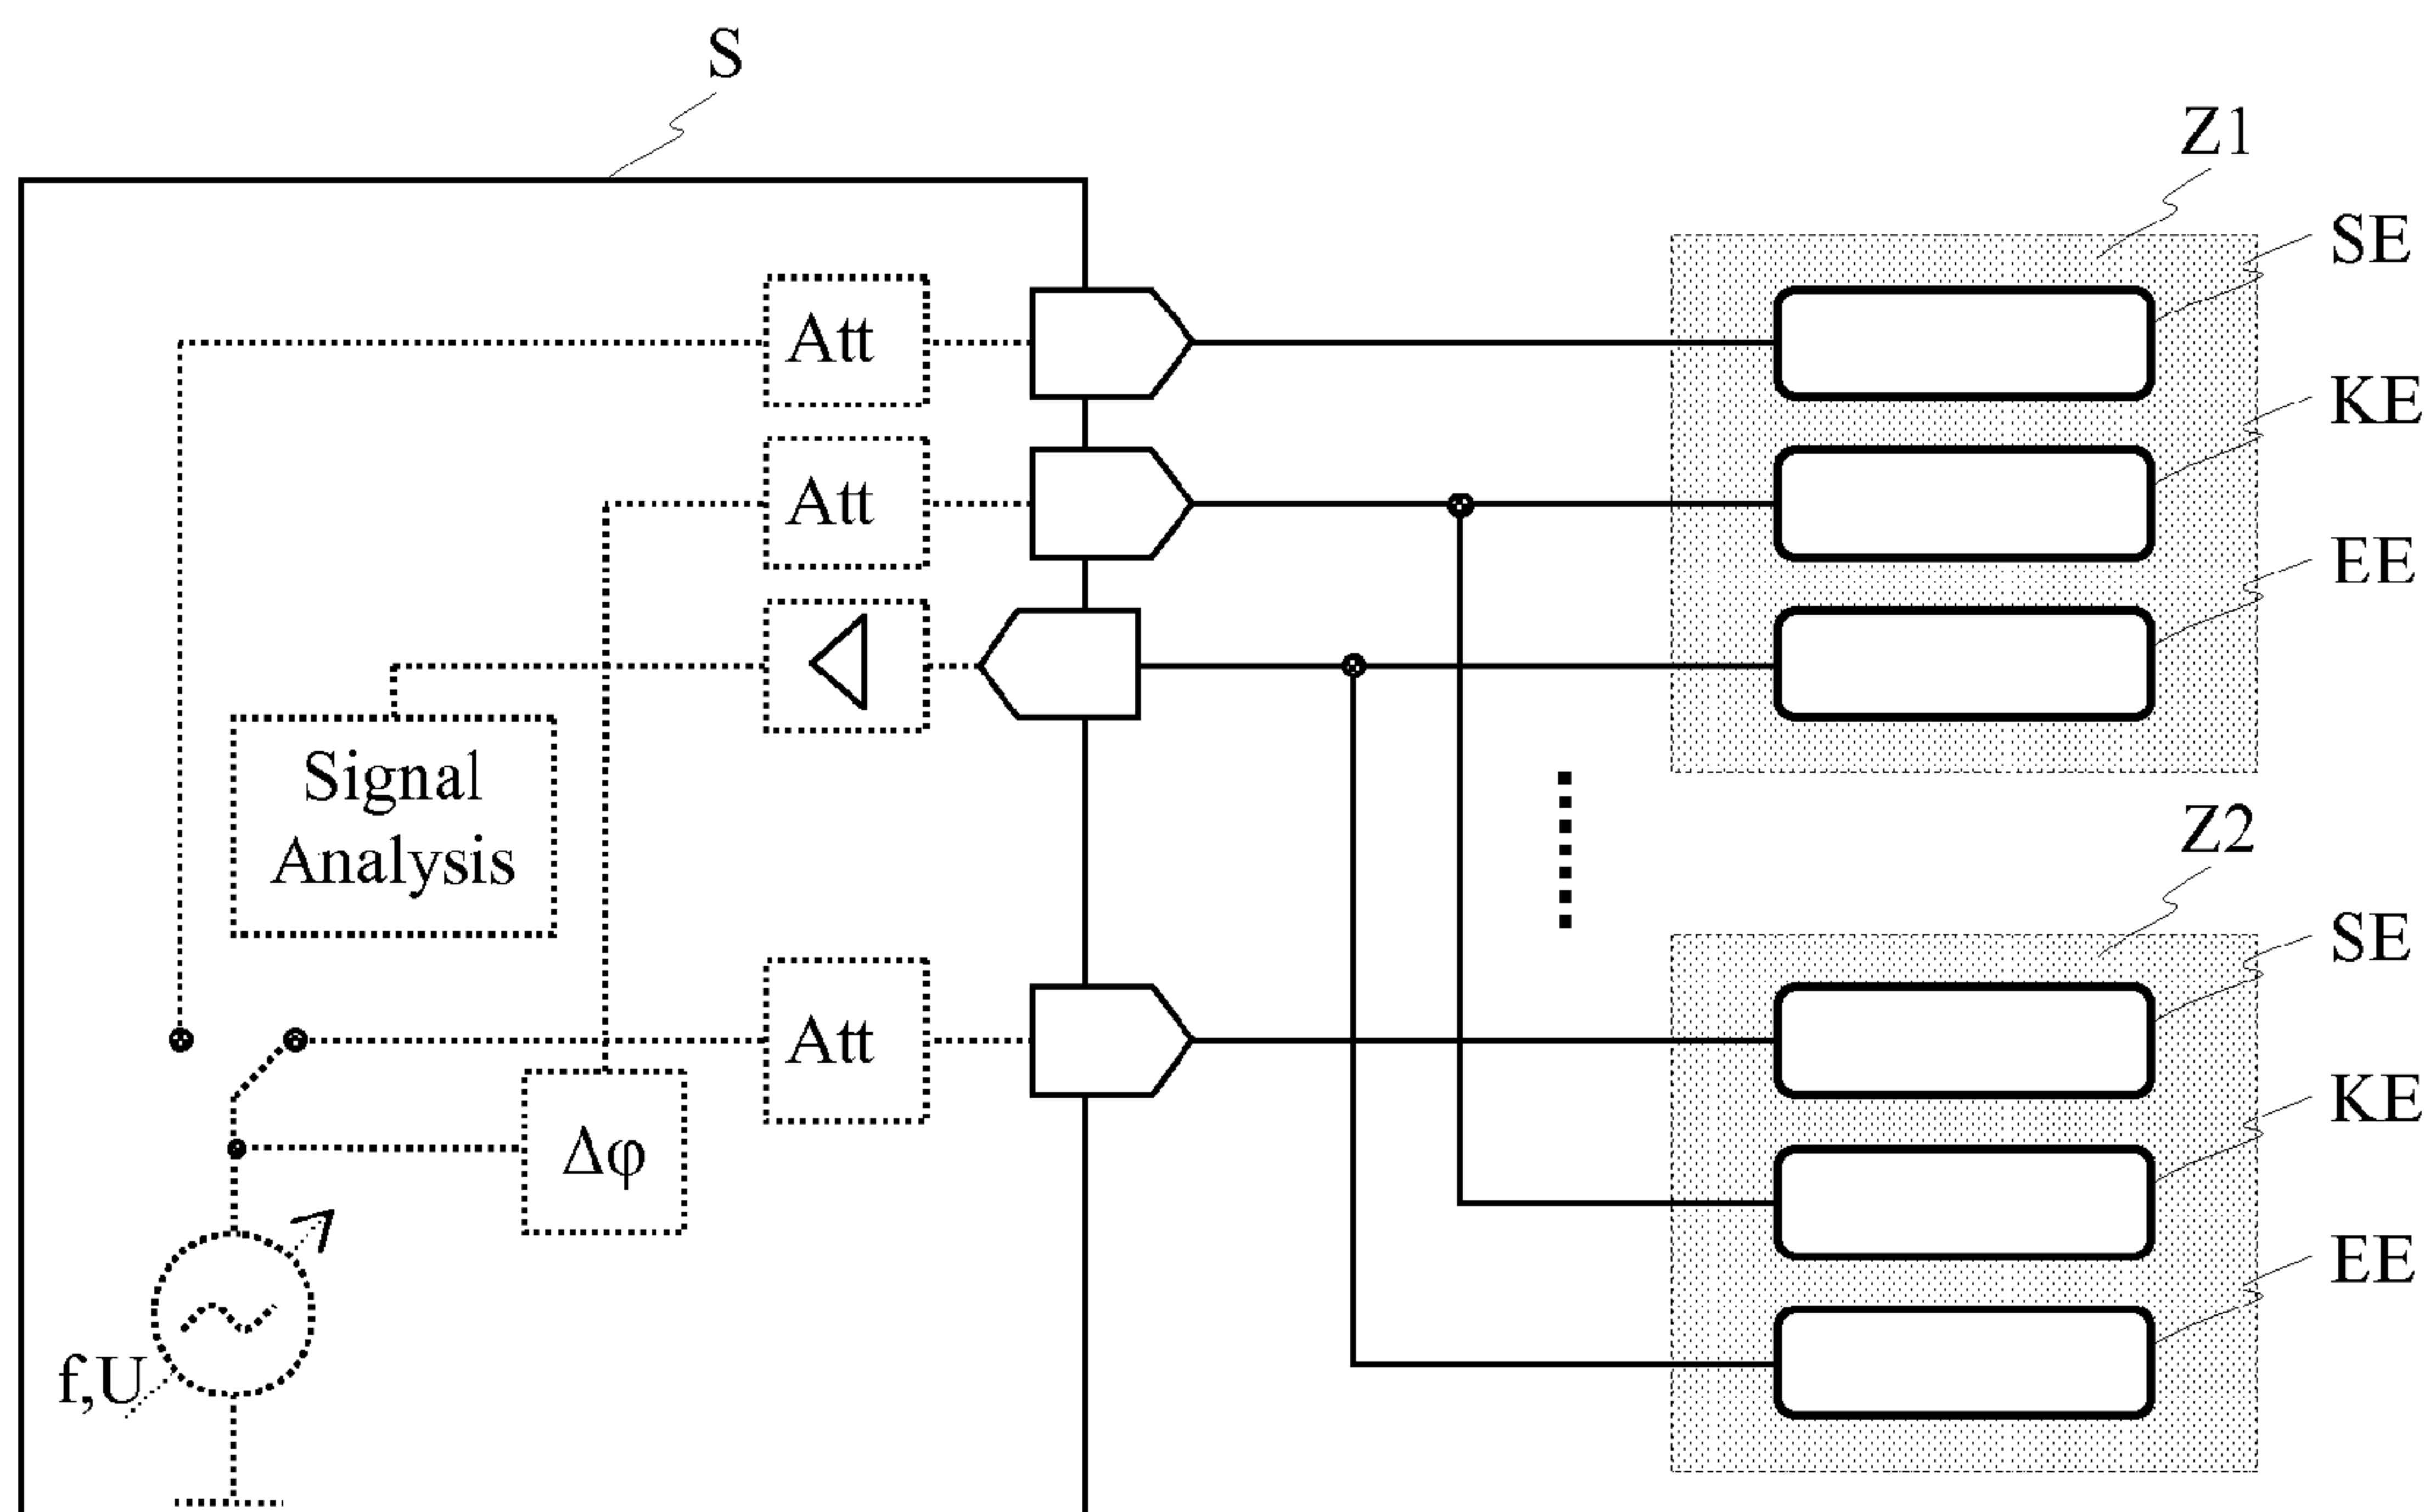 S
Z1
SE
Att
KE
Att
EE
Signal
Analysis
Z2
SE
Att
KE
Δφ
EE
f,U